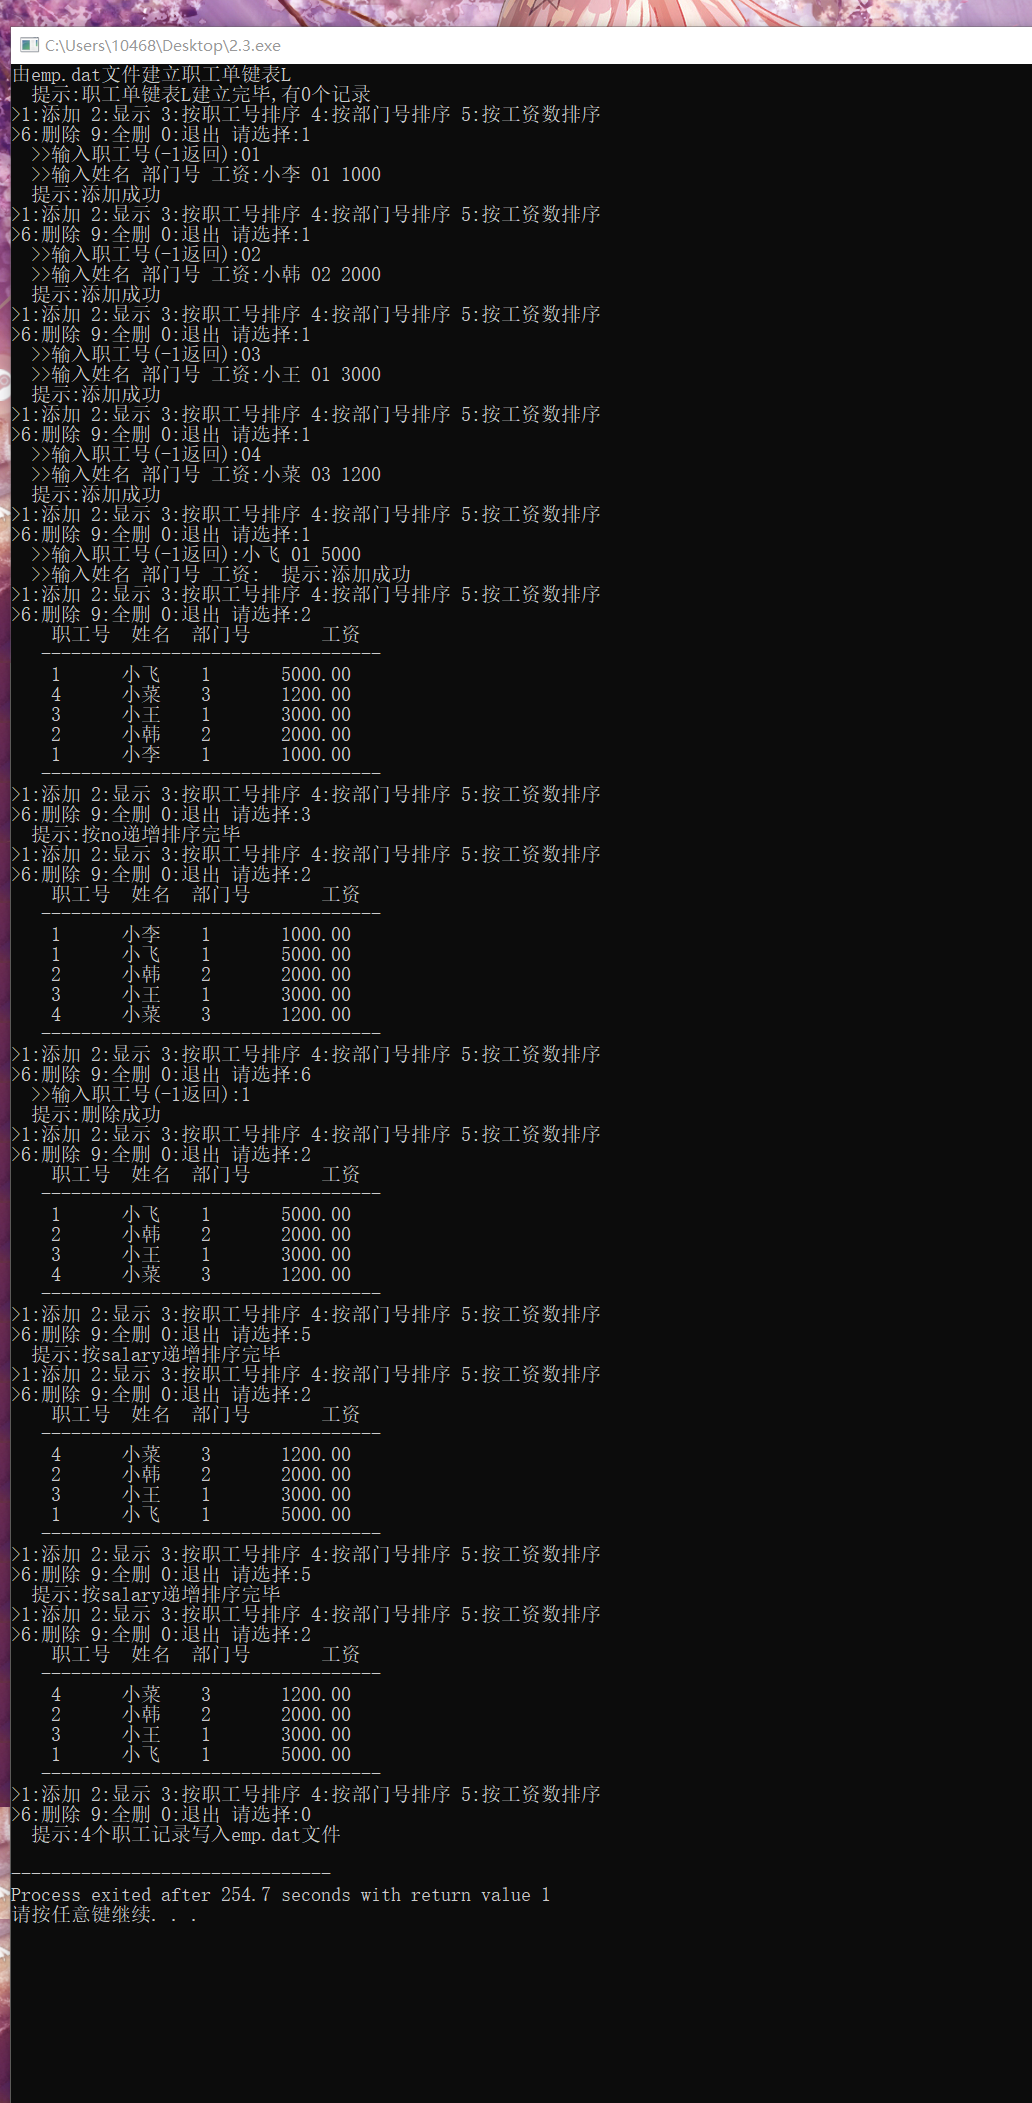 C:\Users\10468\Desktop\2.3.exe
由emp.dat文件建立职工单键表L
  提示:职工单键表L建立完毕,有0个记录
>1:添加 2:显示 3:按职工号排序 4:按部门号排序 5:按工资数排序
>6:删除 9:全删 0:退出 请选择:1
  >>输入职工号(-1返回):01
  >>输入姓名 部门号 工资:小李 01 1000
  提示:添加成功
>1:添加 2:显示 3:按职工号排序 4:按部门号排序 5:按工资数排序
>6:删除 9:全删 0:退出 请选择:1
  >>输入职工号(-1返回):02
  >>输入姓名 部门号 工资:小韩 02 2000
  提示:添加成功
>1:添加 2:显示 3:按职工号排序 4:按部门号排序 5:按工资数排序
>6:删除 9:全删 0:退出 请选择:1
  >>输入职工号(-1返回):03
  >>输入姓名 部门号 工资:小王 01 3000
  提示:添加成功
>1:添加 2:显示 3:按职工号排序 4:按部门号排序 5:按工资数排序
>6:删除 9:全删 0:退出 请选择:1
  >>输入职工号(-1返回):04
  >>输入姓名 部门号 工资:小菜 03 1200
  提示:添加成功
>1:添加 2:显示 3:按职工号排序 4:按部门号排序 5:按工资数排序
>6:删除 9:全删 0:退出 请选择:1
  >>输入职工号(-1返回):小飞 01 5000
  >>输入姓名 部门号 工资:  提示:添加成功
>1:添加 2:显示 3:按职工号排序 4:按部门号排序 5:按工资数排序
>6:删除 9:全删 0:退出 请选择:2
    职工号  姓名  部门号       工资
   ----------------------------------
    1      小飞    1       5000.00
    4      小菜    3       1200.00
    3      小王    1       3000.00
    2      小韩    2       2000.00
    1      小李    1       1000.00
   ----------------------------------
>1:添加 2:显示 3:按职工号排序 4:按部门号排序 5:按工资数排序
>6:删除 9:全删 0:退出 请选择:3
  提示:按no递增排序完毕
>1:添加 2:显示 3:按职工号排序 4:按部门号排序 5:按工资数排序
>6:删除 9:全删 0:退出 请选择:2
    职工号  姓名  部门号       工资
   ----------------------------------
    1      小李    1       1000.00
    1      小飞    1       5000.00
    2      小韩    2       2000.00
    3      小王    1       3000.00
    4      小菜    3       1200.00
   ----------------------------------
>1:添加 2:显示 3:按职工号排序 4:按部门号排序 5:按工资数排序
>6:删除 9:全删 0:退出 请选择:6
  >>输入职工号(-1返回):1
  提示:删除成功
>1:添加 2:显示 3:按职工号排序 4:按部门号排序 5:按工资数排序
>6:删除 9:全删 0:退出 请选择:2
    职工号  姓名  部门号       工资
   ----------------------------------
    1      小飞    1       5000.00
    2      小韩    2       2000.00
    3      小王    1       3000.00
    4      小菜    3       1200.00
   ----------------------------------
>1:添加 2:显示 3:按职工号排序 4:按部门号排序 5:按工资数排序
>6:删除 9:全删 0:退出 请选择:5
  提示:按salary递增排序完毕
>1:添加 2:显示 3:按职工号排序 4:按部门号排序 5:按工资数排序
>6:删除 9:全删 0:退出 请选择:2
    职工号  姓名  部门号       工资
   ----------------------------------
    4      小菜    3       1200.00
    2      小韩    2       2000.00
    3      小王    1       3000.00
    1      小飞    1       5000.00
   ----------------------------------
>1:添加 2:显示 3:按职工号排序 4:按部门号排序 5:按工资数排序
>6:删除 9:全删 0:退出 请选择:5
  提示:按salary递增排序完毕
>1:添加 2:显示 3:按职工号排序 4:按部门号排序 5:按工资数排序
>6:删除 9:全删 0:退出 请选择:2
    职工号  姓名  部门号       工资
   ----------------------------------
    4      小菜    3       1200.00
    2      小韩    2       2000.00
    3      小王    1       3000.00
    1      小飞    1       5000.00
   ----------------------------------
>1:添加 2:显示 3:按职工号排序 4:按部门号排序 5:按工资数排序
>6:删除 9:全删 0:退出 请选择:0
  提示:4个职工记录写入emp.dat文件
--------------------------------
Process exited after 254.7 seconds with return value 1
请按任意键继续. . .